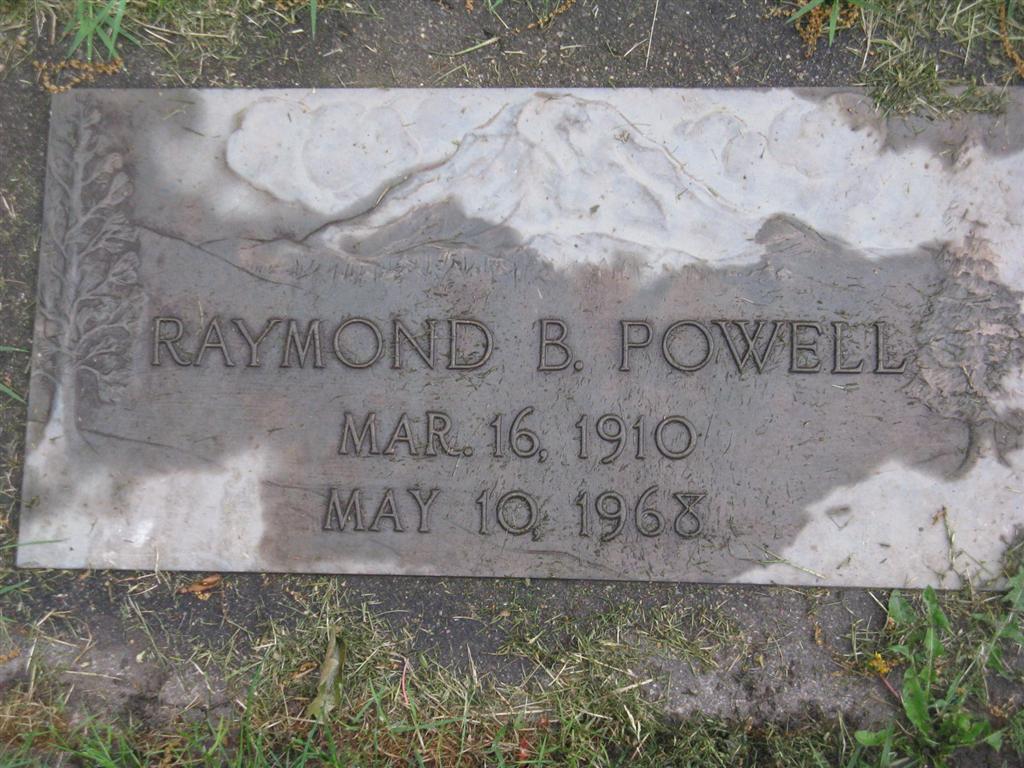 RAYMOND B. POWELL
MAR. 16, 1910
MAY 10, 1968